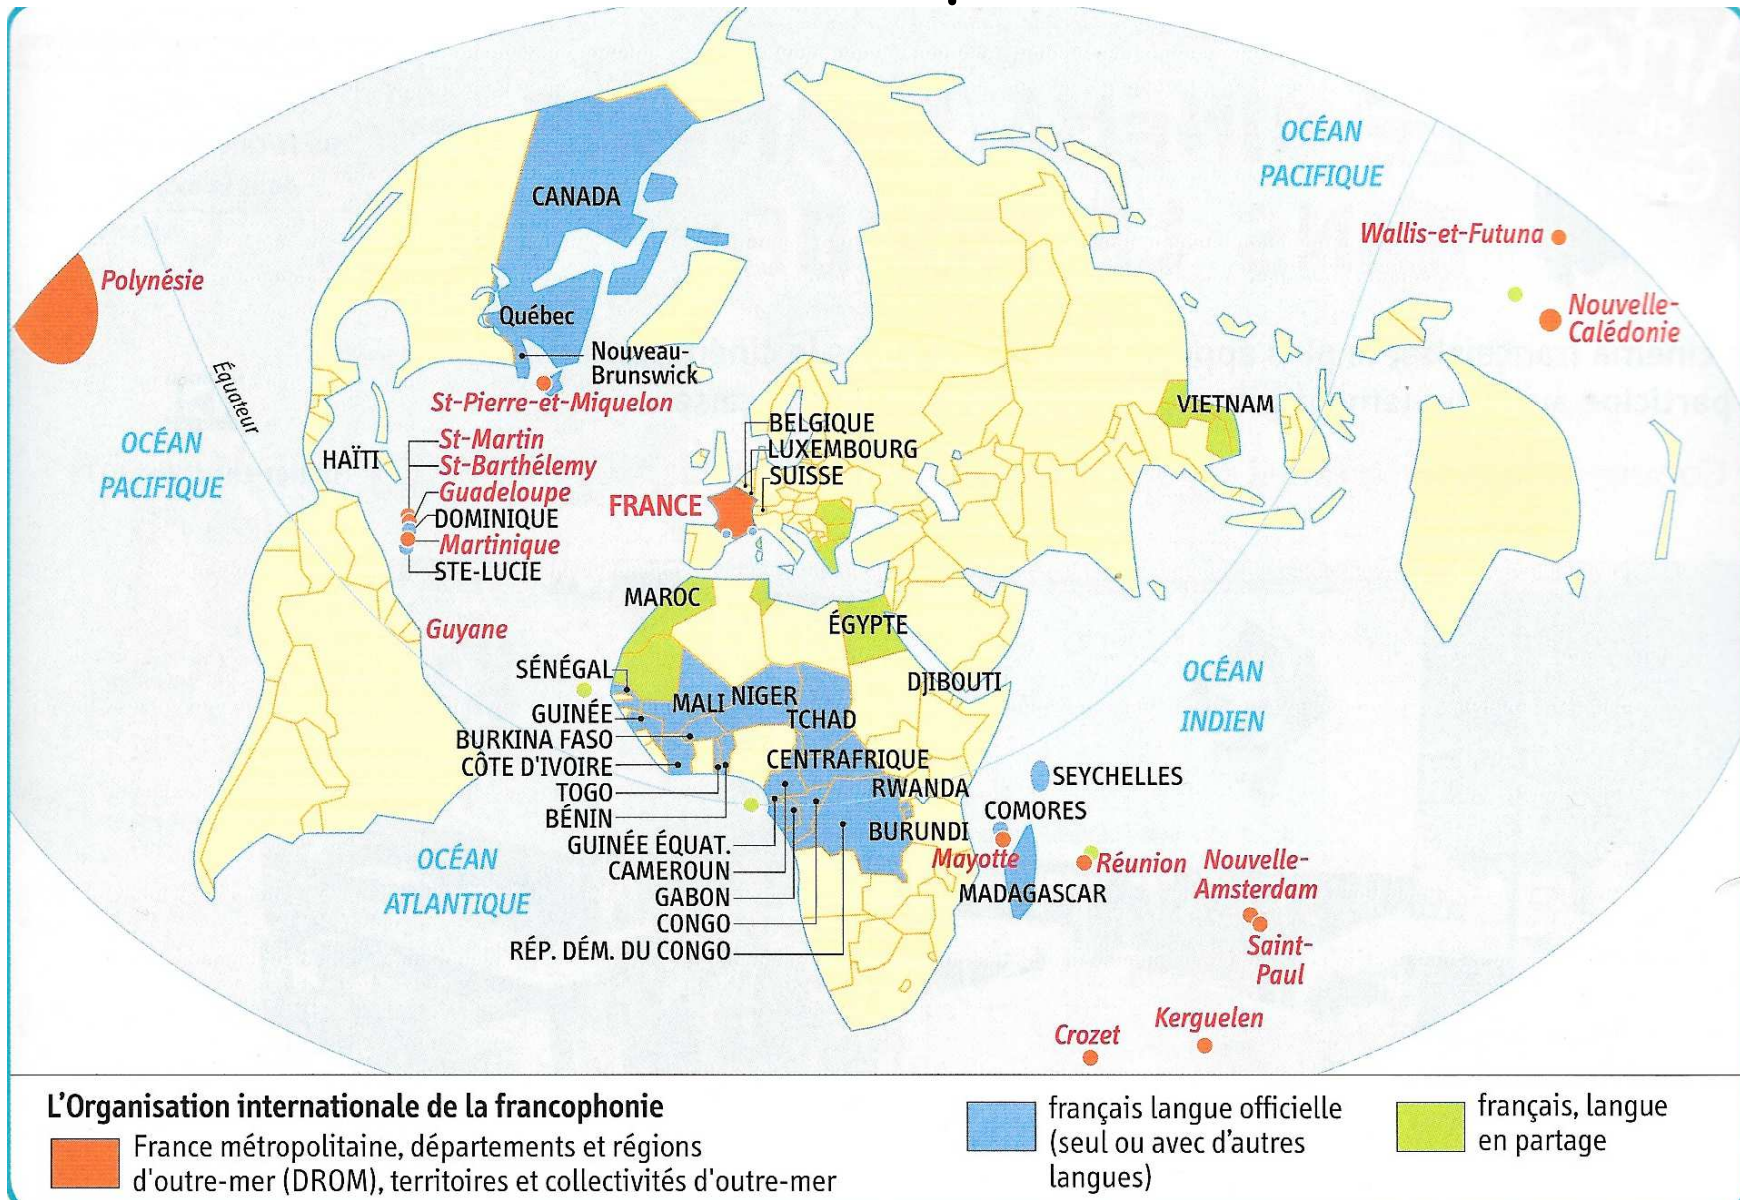 OCÉAN
PACIFIQUE
CANADA
Wallis-et-Futuna
Polynésie
Nouvelle-
Calédonie
Québec
Nouveau-
Brunswick
Équateur
St-Pierre-et-Miquelon
VIETNAM
BELGIQUE
LUXEMBOURG
SUISSE
OCÉAN
PACIFIQUE
HAÏTI
St-Martin
St-Barthélemy
Guadeloupe
DOMINIQUE
Martinique
STE-LUCIE
FRANCE
MAROC
ÉGYPTE
Guyane
SÉNÉGAL
DJIBOUTI
OCÉAN
INDIEN
MALI
NIGER
TCHAD
GUINÉE
BURKINA FASO
CÔTE D'IVOIRE
TOGO
BÉNIN
CENTRAFRIQUE
RWANDA
SEYCHELLES
COMORES
BURUNDI
GUINÉE ÉQUAT.
CAMEROUN
GABON
CONGO
RÉP. DÉM. DU CONGO
OCÉAN
ATLANTIQUE
Mayotte
Réunion
MADAGASCAR
Nouvelle-
Amsterdam
Saint-
Paul
Kerguelen
Crozet
L'Organisation internationale de la francophonie
France métropolitaine, départements et régions
d'outre-mer (DROM), territoires et collectivités d'outre-mer
français langue officielle
(seul ou avec d'autres
langues)
français, langue
en partage